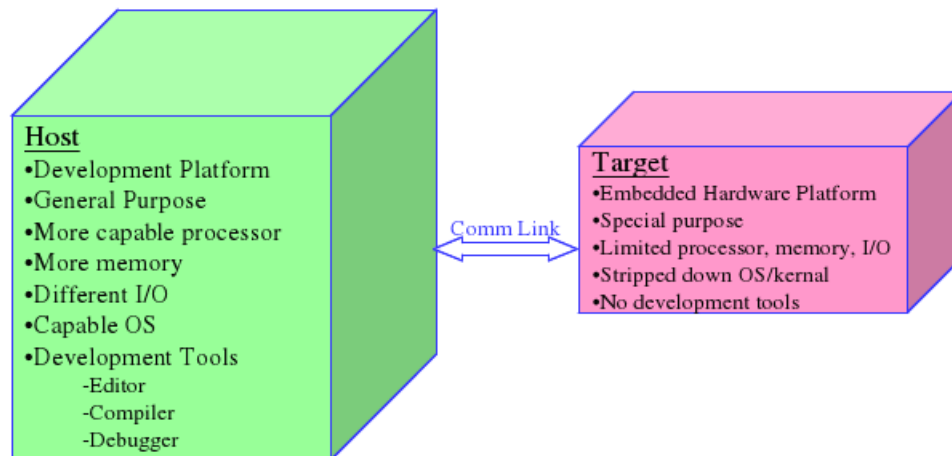 Host
•Development Platform
•General Purpose
•More capable processor
•More memory
•Different I/O
•Capable OS
•Development Tools
-Editor
-Compiler
-Debugger
Comm Link
Target
•Embedded Hardware Platform
•Special purpose
•Limited processor, memory, I/O
•Stripped down OS/kernal
•No development tools